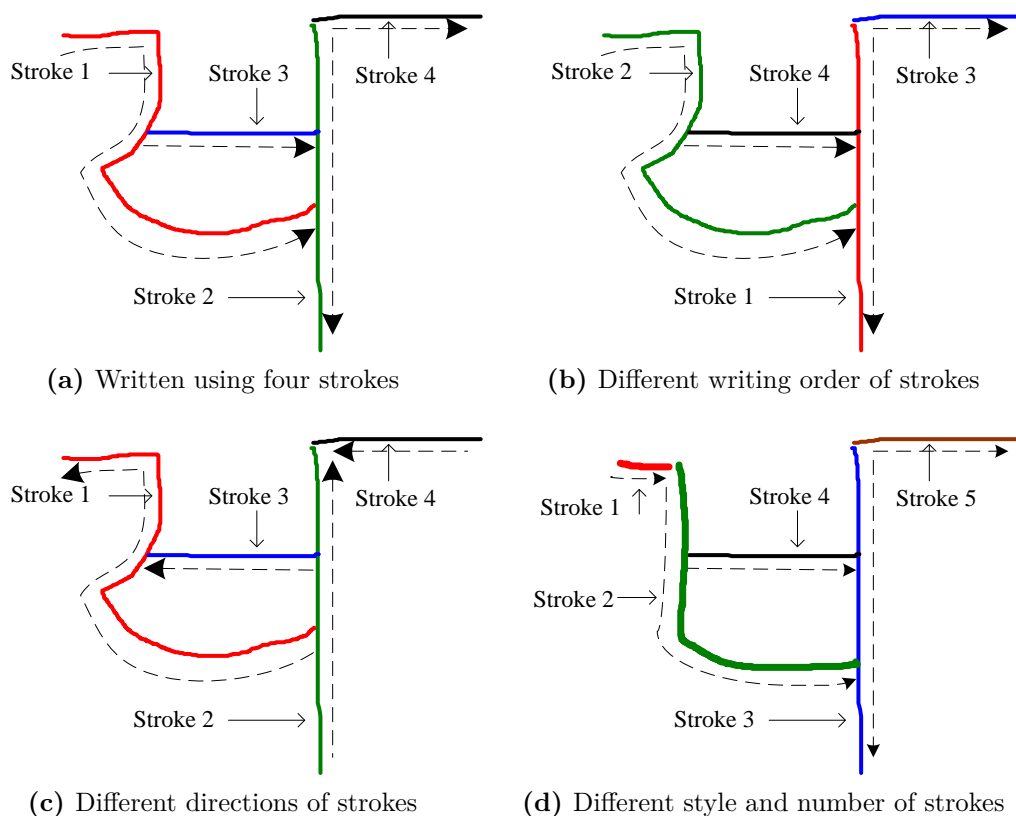 Stroke 1
Stroke 3
Stroke 4
Stroke 2
(a) Written using four strokes
Stroke 2
Stroke 4
Stroke 3
Stroke 1
(b) Different writing order of strokes
Stroke 1
Stroke 3
Stroke 4
Stroke 2
(c) Different directions of strokes
Stroke 1
Stroke 4
Stroke 5
Stroke 2
Stroke 3
(d) Different style and number of strokes